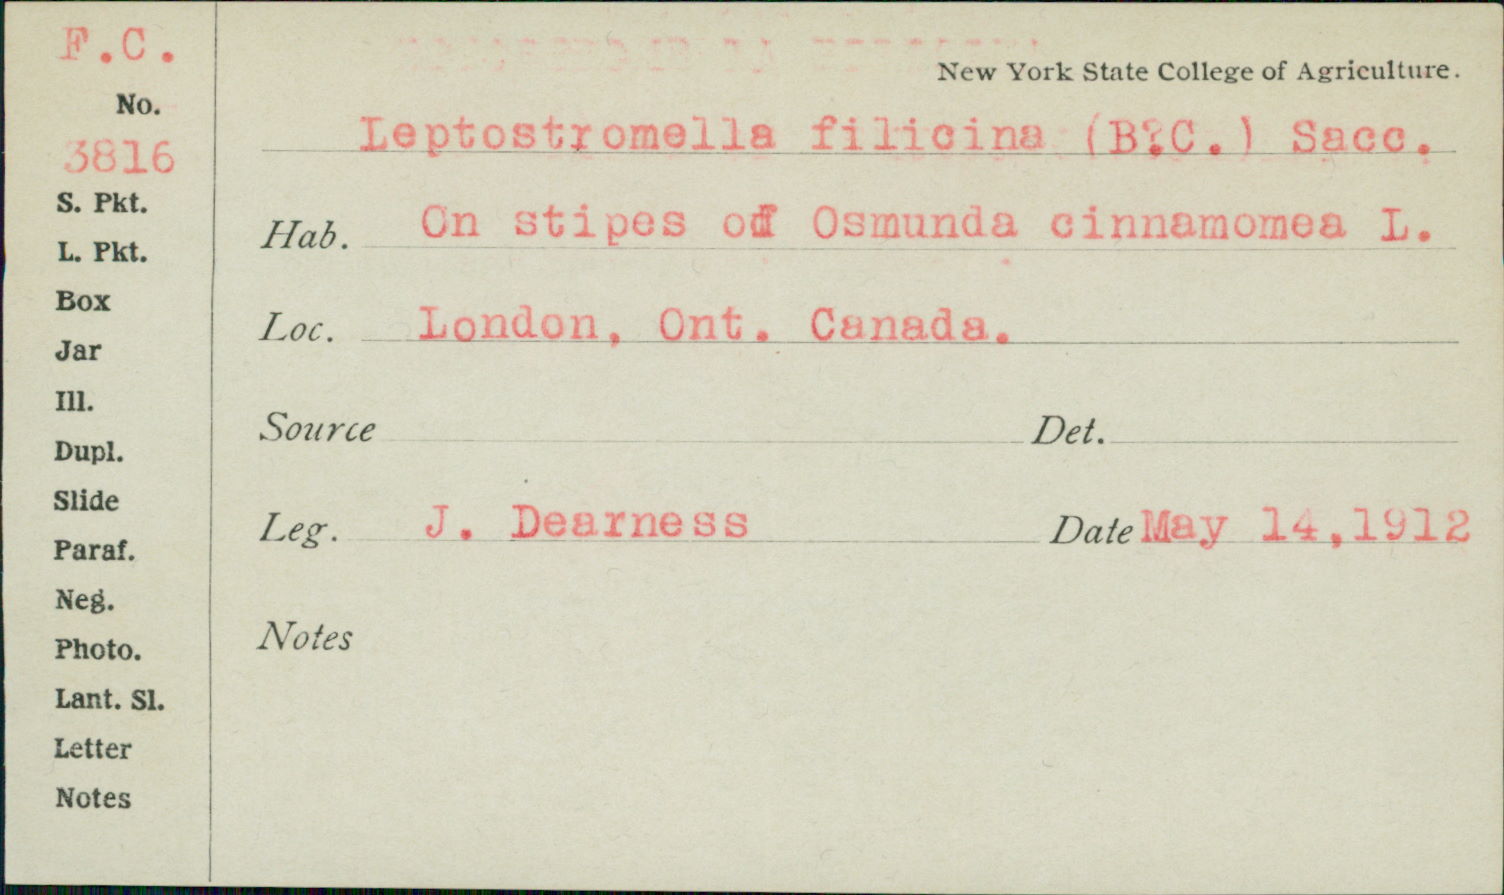 F.C.
No.
3816
S. Pkt.
L. Pkt.
Box
Jar
Ill.
Dupl.
Slide
Paraf.
Neg.
Photo.
Lant. Sl.
Letter
Notes
New York State College of Agriculture.
Leptostromella filicina (B?C.) Sacc.
Hab. On stipes of Osmunda cinnamomea L.
Loc. London, Ont. Canada.
Source Det.
Leg. J. Dearness Date May 14,1912
Notes